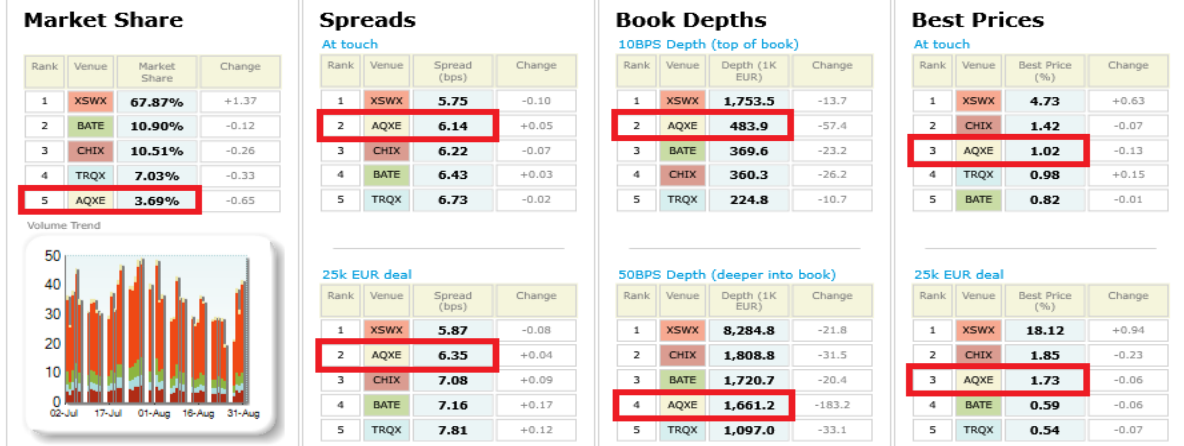 Market Share
Rank Venue Market Share Change
1 XSWX 67.87% +1.37
2 BATE 10.90% -0.12
3 CHIX 10.51% -0.26
4 TRQX 7.03% -0.33
5 AQXE 3.69% -0.65
Volume Trend
50
40
30
20
10
0
02-Jul 17-Jul 01-Aug 16-Aug 31-Aug
Spreads
At touch
Rank Venue Spread (bps) Change
1 XSWX 5.75 -0.10
2 AQXE 6.14 +0.05
3 CHIX 6.22 -0.07
4 BATE 6.43 +0.03
5 TRQX 6.73 -0.02
25k EUR deal
Rank Venue Spread (bps) Change
1 XSWX 5.87 -0.08
2 AQXE 6.35 +0.04
3 CHIX 7.08 +0.09
4 BATE 7.16 +0.17
5 TRQX 7.81 +0.12
Book Depths
10BPS Depth (top of book)
Rank Venue Depth (1K EUR) Change
1 XSWX 1,753.5 -13.7
2 AQXE 483.9 -57.4
3 BATE 369.6 -23.2
4 CHIX 360.3 -26.2
5 TRQX 224.8 -10.7
50BPS Depth (deeper into book)
Rank Venue Depth (1K EUR) Change
1 XSWX 8,284.8 -21.8
2 CHIX 1,808.8 -31.5
3 BATE 1,720.7 -20.4
4 AQXE 1,661.2 -183.2
5 TRQX 1,097.0 -33.1
Best Prices
At touch
Rank Venue Best Price (%) Change
1 XSWX 4.73 +0.63
2 CHIX 1.42 -0.07
3 AQXE 1.02 -0.13
4 TRQX 0.98 +0.15
5 BATE 0.82 -0.01
25k EUR deal
Rank Venue Best Price (%) Change
1 XSWX 18.12 +0.94
2 CHIX 1.85 -0.23
3 AQXE 1.73 -0.06
4 BATE 0.59 -0.06
5 TRQX 0.54 -0.07